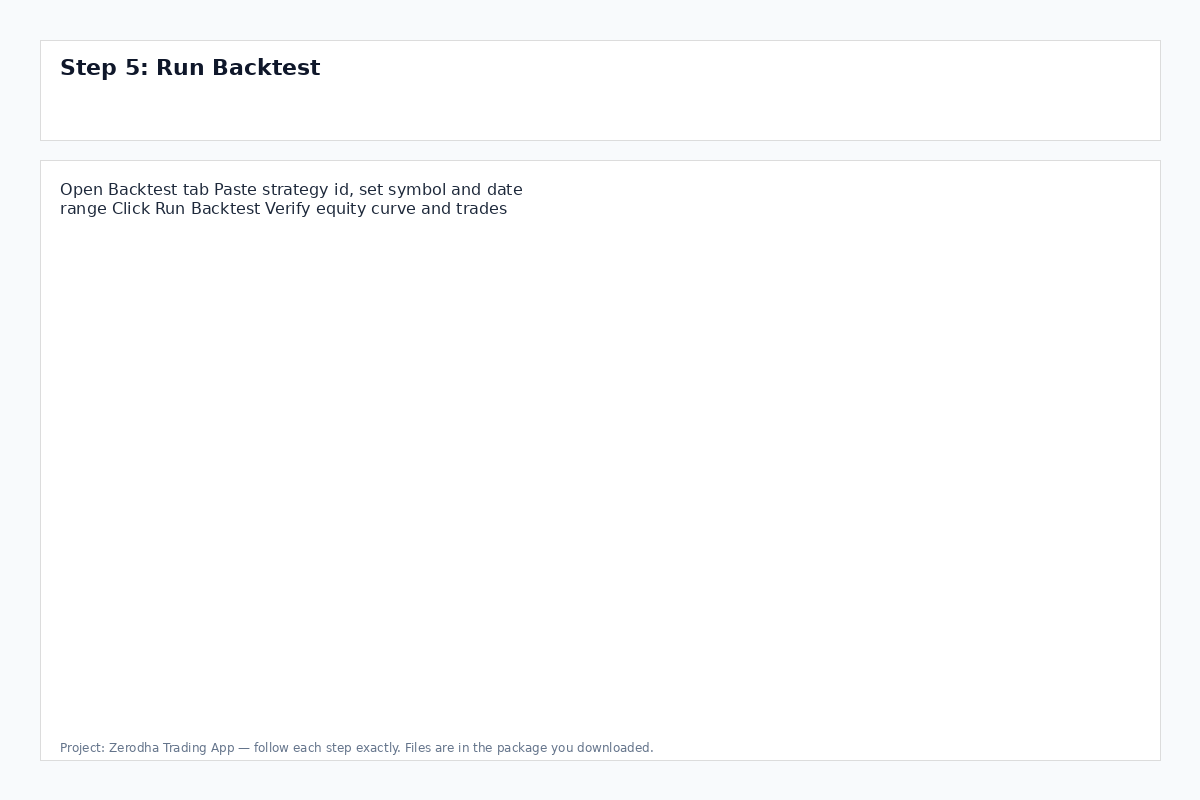 Step 5: Run Backtest
Open Backtest tab Paste strategy id, set symbol and date
range Click Run Backtest Verify equity curve and trades
Project: Zerodha Trading App — follow each step exactly. Files are in the package you downloaded.